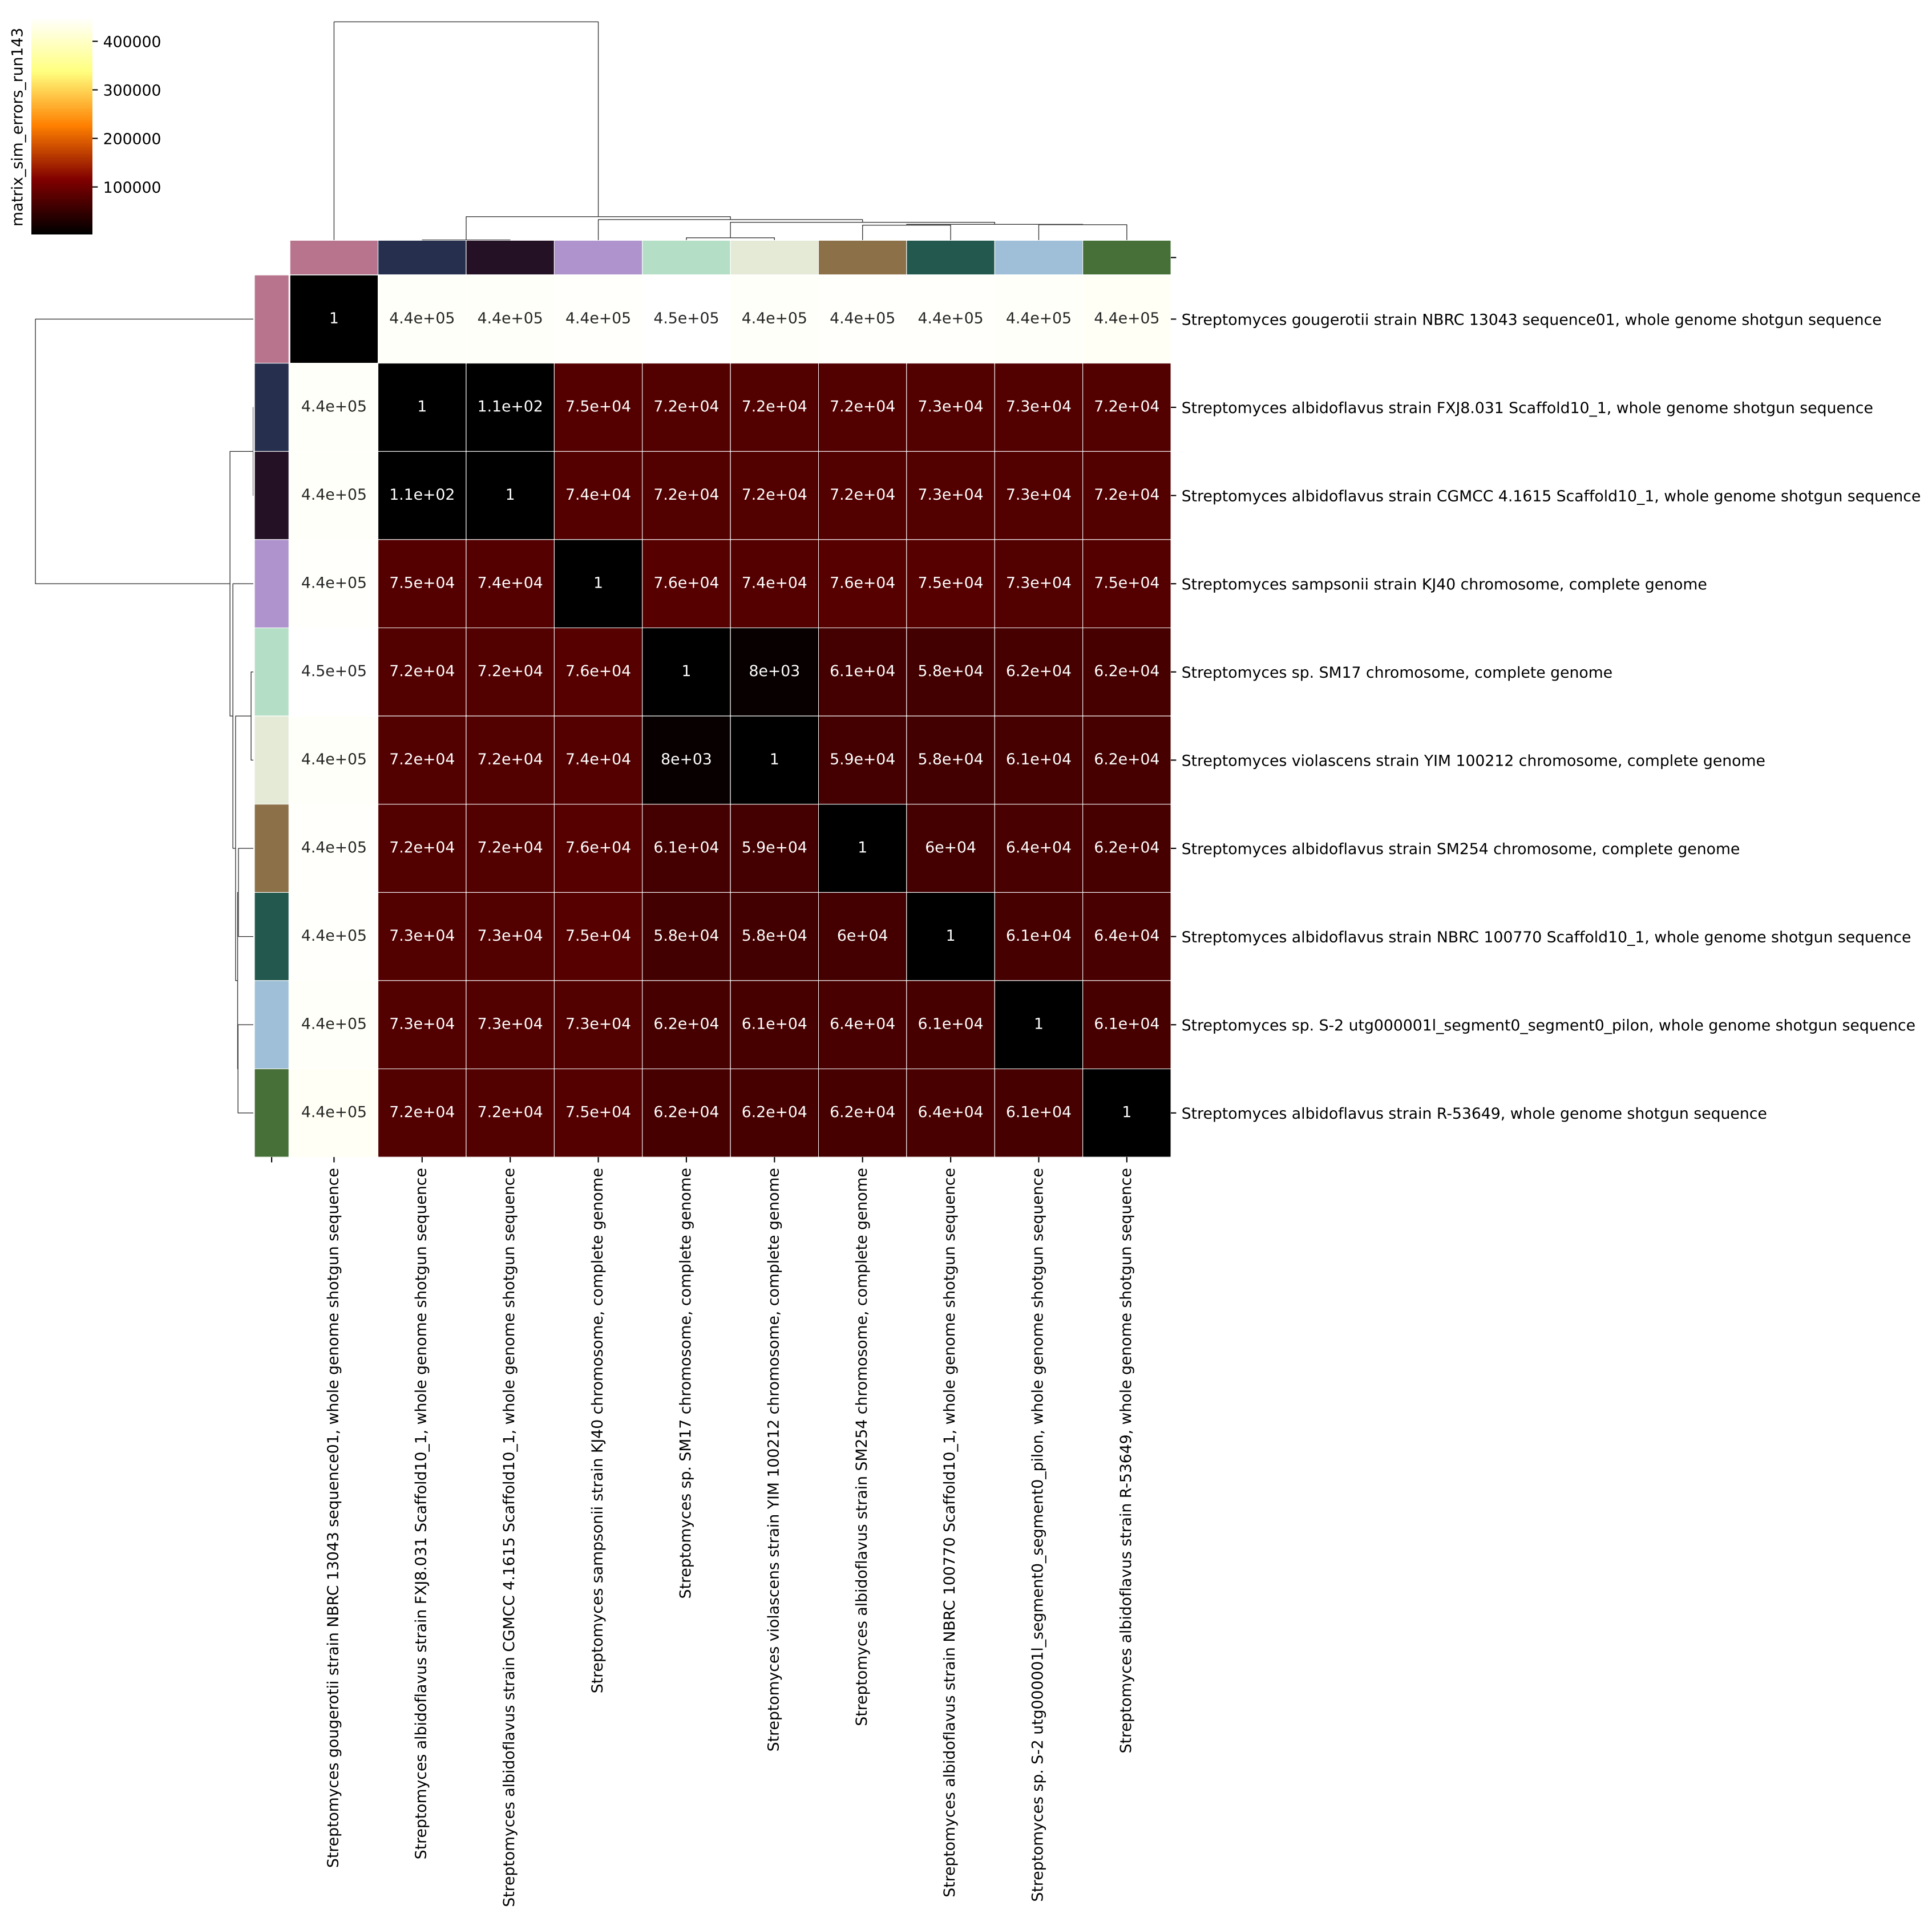 matrix_sim_errors_run143
400000
300000
200000
100000
1 4.4e+05 4.4e+05 4.4e+05 4.5e+05 4.4e+05 4.4e+05 4.4e+05 4.4e+05 4.4e+05 Streptomyces gougerotii strain NBRC 13043 sequence01, whole genome shotgun sequence
4.4e+05 1 1.1e+02 7.5e+04 7.2e+04 7.2e+04 7.2e+04 7.3e+04 7.3e+04 7.2e+04 Streptomyces albidoflavus strain FXJ8.031 Scaffold10_1, whole genome shotgun sequence
4.4e+05 1.1e+02 1 7.4e+04 7.2e+04 7.2e+04 7.2e+04 7.3e+04 7.3e+04 7.2e+04 Streptomyces albidoflavus strain CGMCC 4.1615 Scaffold10_1, whole genome shotgun sequence
4.4e+05 7.5e+04 7.4e+04 1 7.6e+04 7.4e+04 7.6e+04 7.5e+04 7.3e+04 7.5e+04 Streptomyces sampsonii strain KJ40 chromosome, complete genome
4.5e+05 7.2e+04 7.2e+04 7.6e+04 1 8e+03 6.1e+04 5.8e+04 6.2e+04 6.2e+04 Streptomyces sp. SM17 chromosome, complete genome
4.4e+05 7.2e+04 7.2e+04 7.4e+04 8e+03 1 5.9e+04 5.8e+04 6.1e+04 6.2e+04 Streptomyces violascens strain YIM 100212 chromosome, complete genome
4.4e+05 7.2e+04 7.2e+04 7.6e+04 6.1e+04 5.9e+04 1 6e+04 6.4e+04 6.2e+04 Streptomyces albidoflavus strain SM254 chromosome, complete genome
4.4e+05 7.3e+04 7.3e+04 7.5e+04 5.8e+04 5.8e+04 6e+04 1 6.1e+04 6.4e+04 Streptomyces albidoflavus strain NBRC 100770 Scaffold10_1, whole genome shotgun sequence
4.4e+05 7.3e+04 7.3e+04 7.3e+04 6.2e+04 6.1e+04 6.4e+04 6.1e+04 1 6.1e+04 Streptomyces sp. S-2 utg000001l_segment0_segment0_pilon, whole genome shotgun sequence
4.4e+05 7.2e+04 7.2e+04 7.5e+04 6.2e+04 6.2e+04 6.2e+04 6.4e+04 6.1e+04 1 Streptomyces albidoflavus strain R-53649, whole genome shotgun sequence
Streptomyces gougerotii strain NBRC 13043 sequence01, whole genome shotgun sequence
Streptomyces albidoflavus strain FXJ8.031 Scaffold10_1, whole genome shotgun sequence
Streptomyces albidoflavus strain CGMCC 4.1615 Scaffold10_1, whole genome shotgun sequence
Streptomyces sampsonii strain KJ40 chromosome, complete genome
Streptomyces sp. SM17 chromosome, complete genome
Streptomyces violascens strain YIM 100212 chromosome, complete genome
Streptomyces albidoflavus strain SM254 chromosome, complete genome
Streptomyces albidoflavus strain NBRC 100770 Scaffold10_1, whole genome shotgun sequence
Streptomyces sp. S-2 utg000001l_segment0_segment0_pilon, whole genome shotgun sequence
Streptomyces albidoflavus strain R-53649, whole genome shotgun sequence